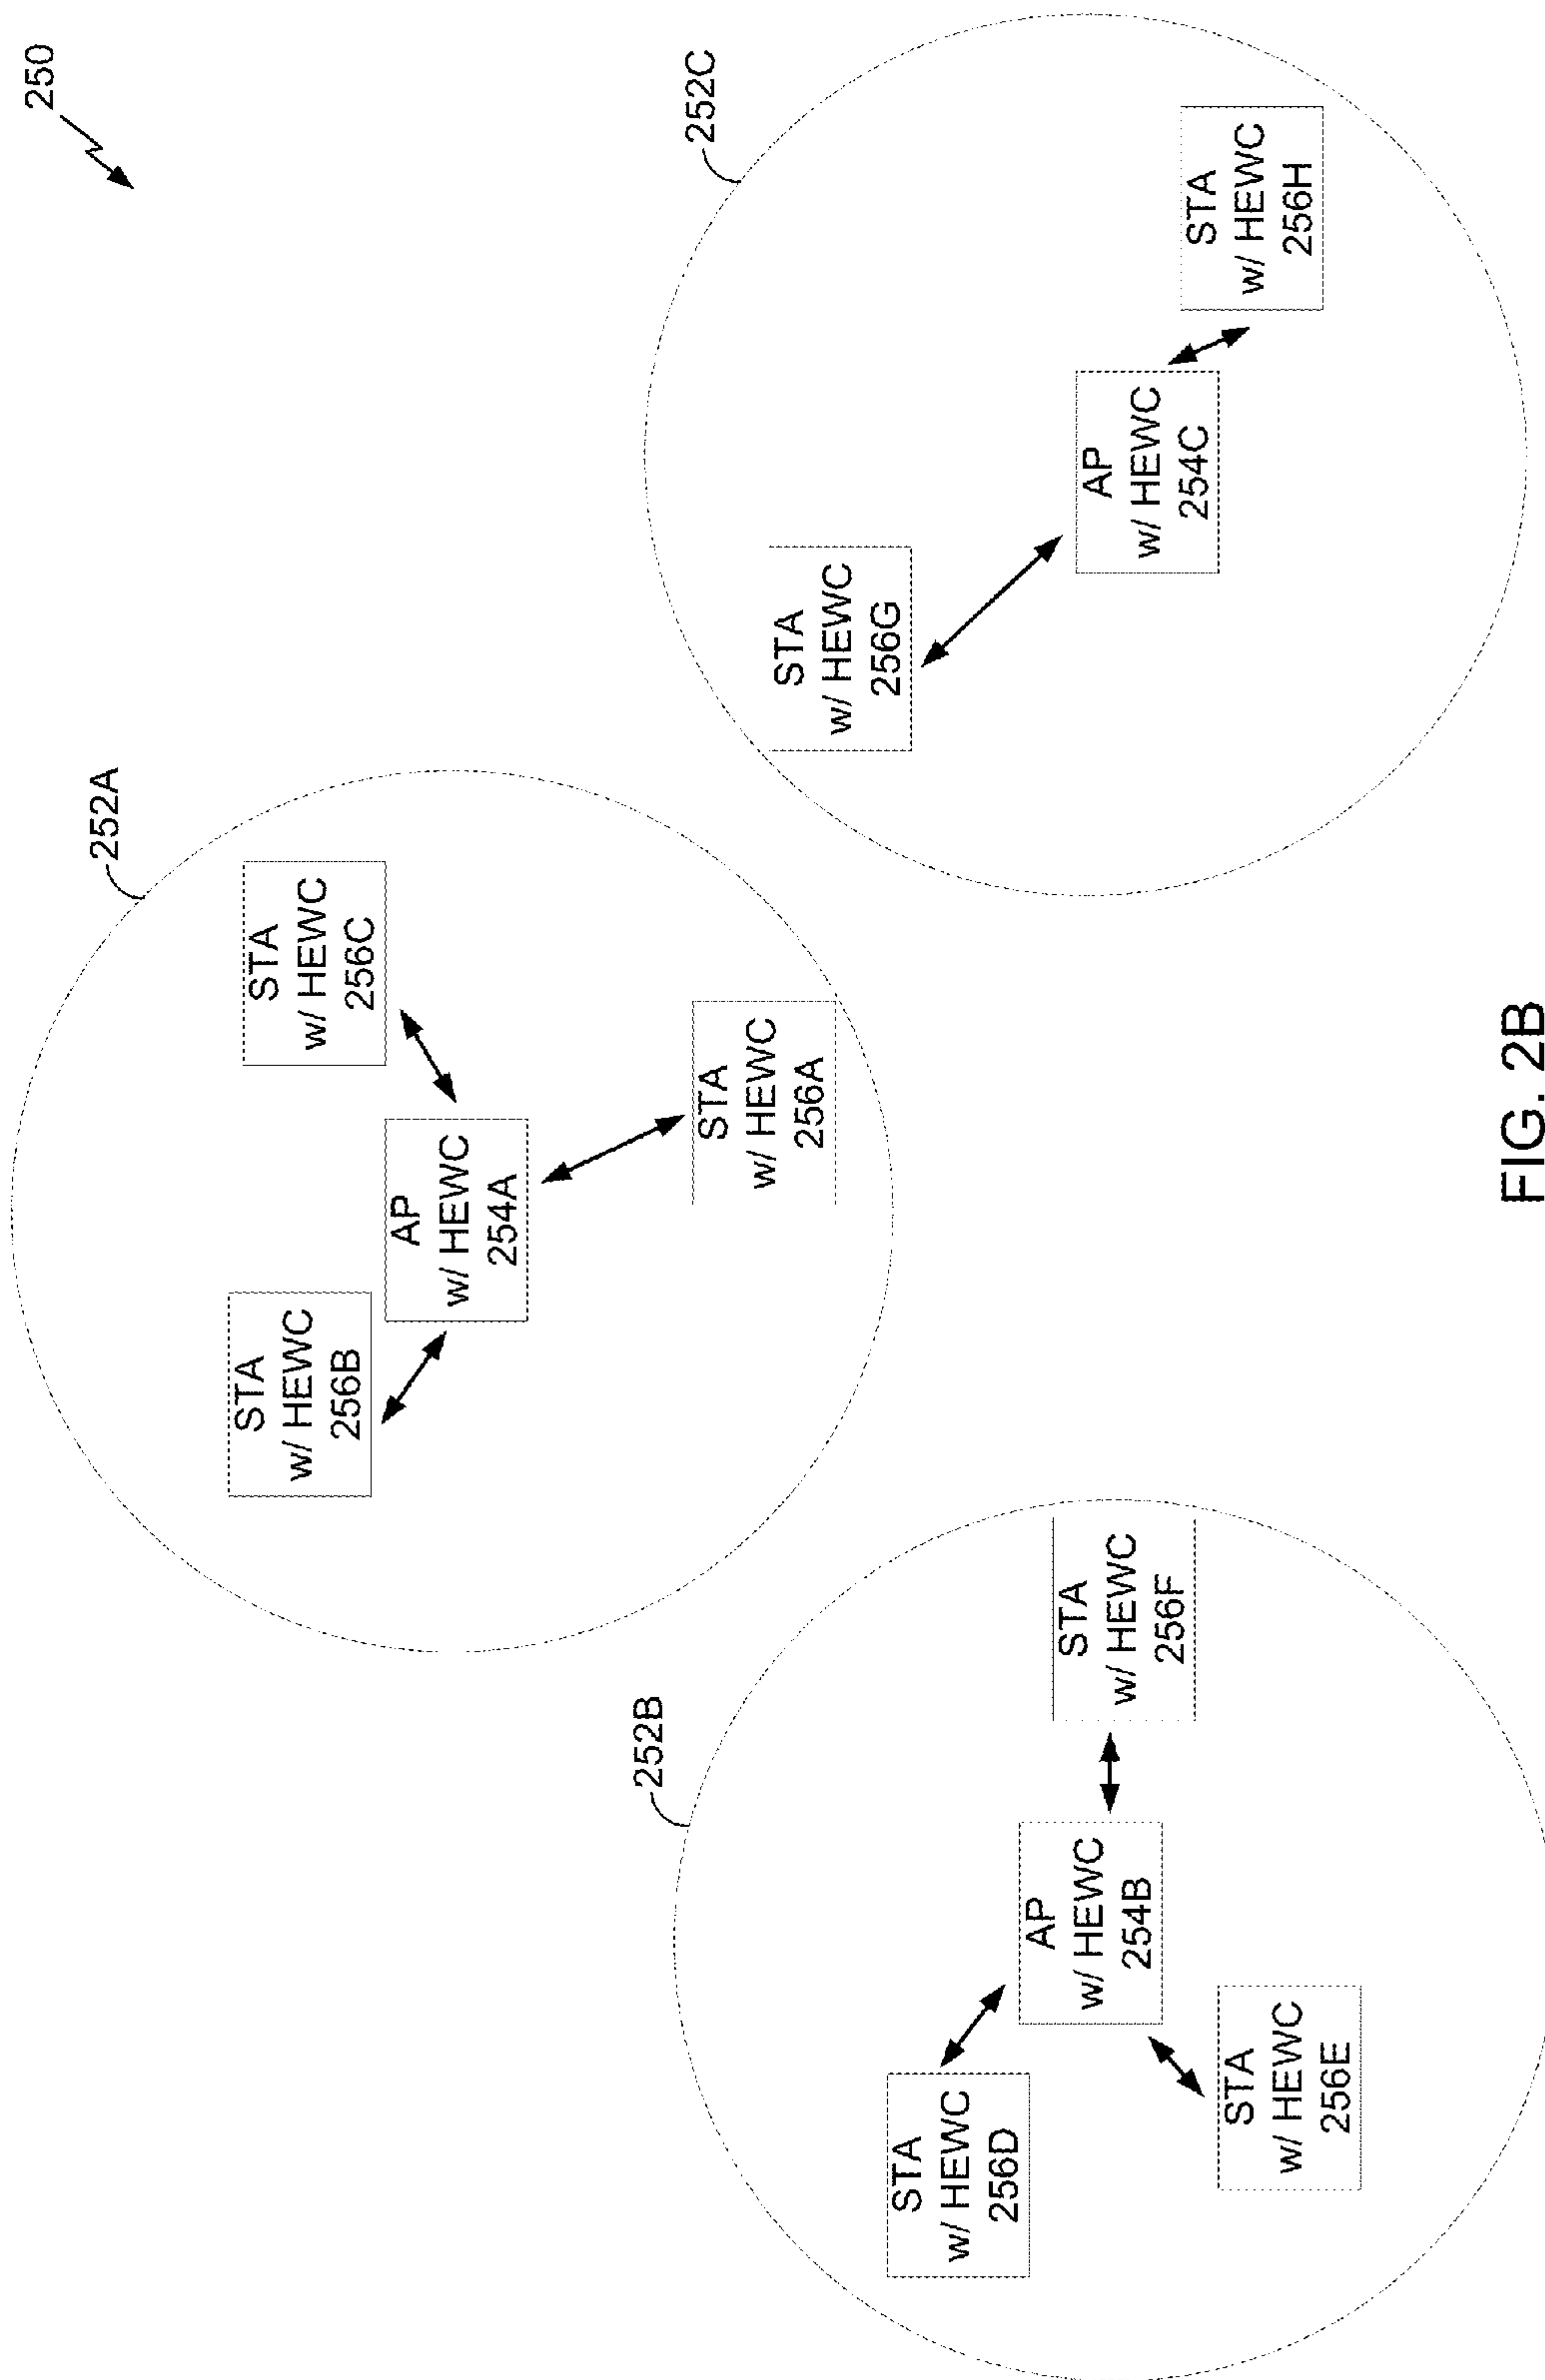 250
252A
STA
w/ HEWC
256B
STA
w/ HEWC
256C
AP
w/ HEWC
254A
STA
w/ HEWC
256A
252B
STA
w/ HEWC
256D
AP
w/ HEWC
254B
STA
w/ HEWC
256F
STA
w/ HEWC
256E
252C
STA
w/ HEWC
256G
AP
w/ HEWC
254C
STA
w/ HEWC
256H
FIG. 2B